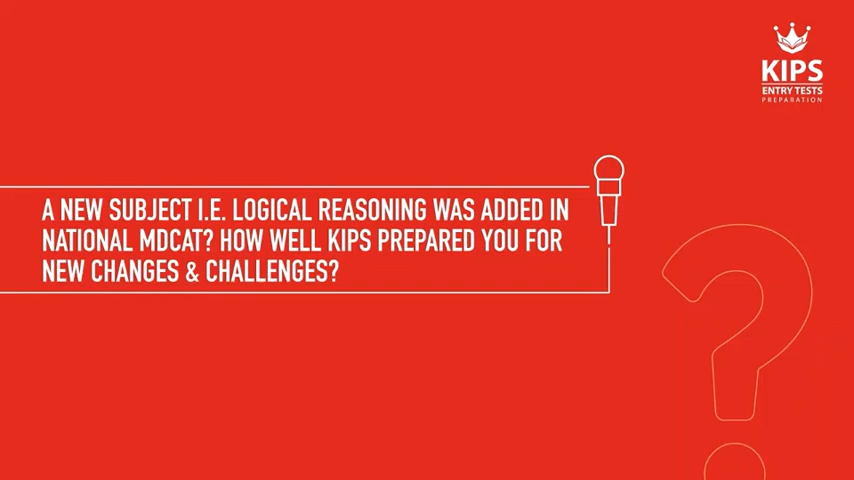 KIPS
ENTRY TESTS
PREPARATION
A NEW SUBJECT I.E. LOGICAL REASONING WAS ADDED IN
NATIONAL MDCAT? HOW WELL KIPS PREPARED YOU FOR
NEW CHANGES & CHALLENGES?
?